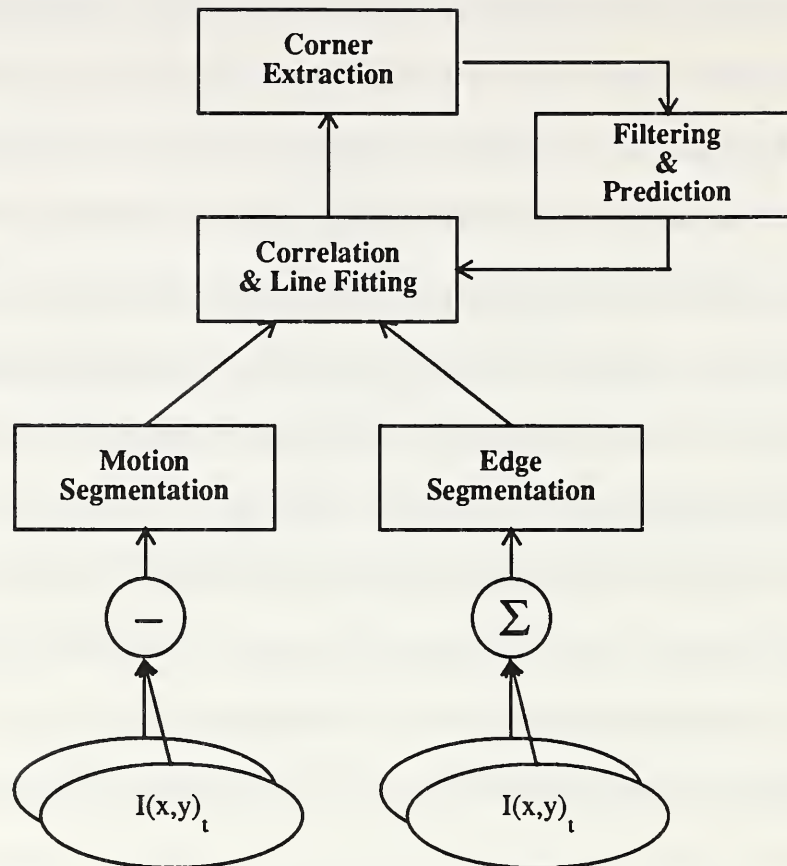 Corner
Extraction
Filtering
&
Prediction
Correlation
& Line Fitting
Motion
Segmentation
Edge
Segmentation
−
Σ
I(x,y)t
I(x,y)t